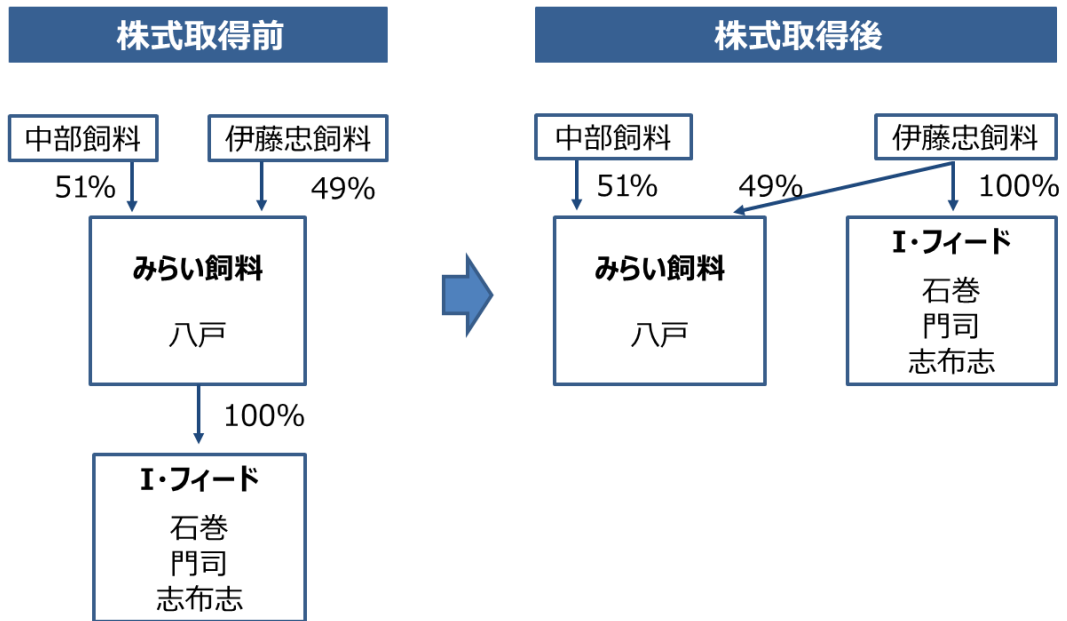 株式取得前
中部飼料
伊藤忠飼料
51%
49%
みらい飼料
八戸
100%
I・フィード
石巻
門司
志布志
株式取得後
中部飼料
伊藤忠飼料
51%
49%
100%
みらい飼料
八戸
I・フィード
石巻
門司
志布志